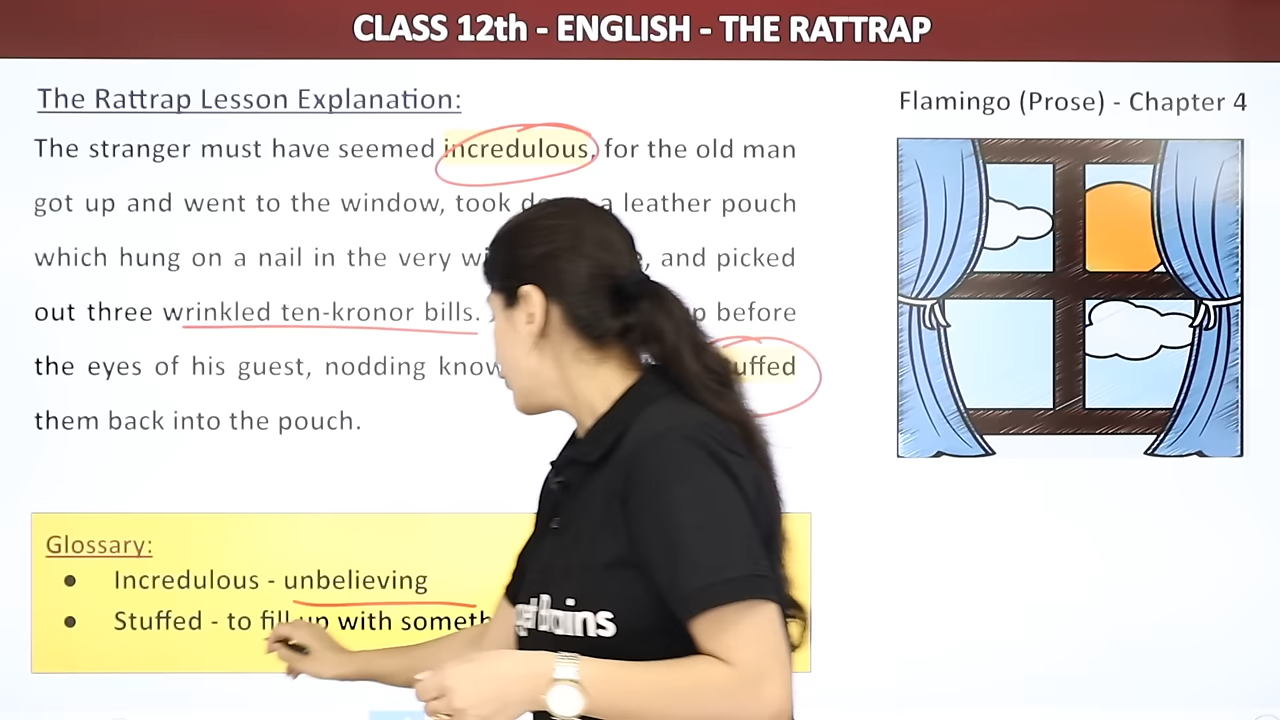 CLASS 12th - ENGLISH - THE RATTRAP
The Rattrap Lesson Explanation:
Flamingo (Prose) - Chapter 4
The stranger must have seemed incredulous, for the old man
got up and went to the window, took a leather pouch
which hung on a nail in the very , and picked
out three wrinkled ten-kronor bills. before
the eyes of his guest, nodding
them back into the pouch.
Glossary:
● Incredulous - unbelieving
● Stuffed - to fill up with